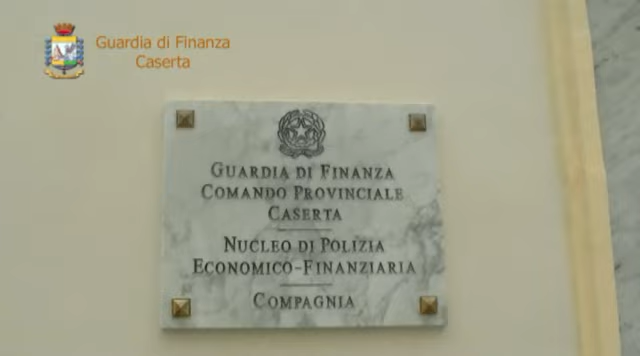 Guardia di Finanza
Caserta
GUARDIA DI FINANZA
COMANDO PROVINCIALE
CASERTA
NUCLEO DI POLIZIA
ECONOMICO-FINANZIARIA
COMPAGNIA